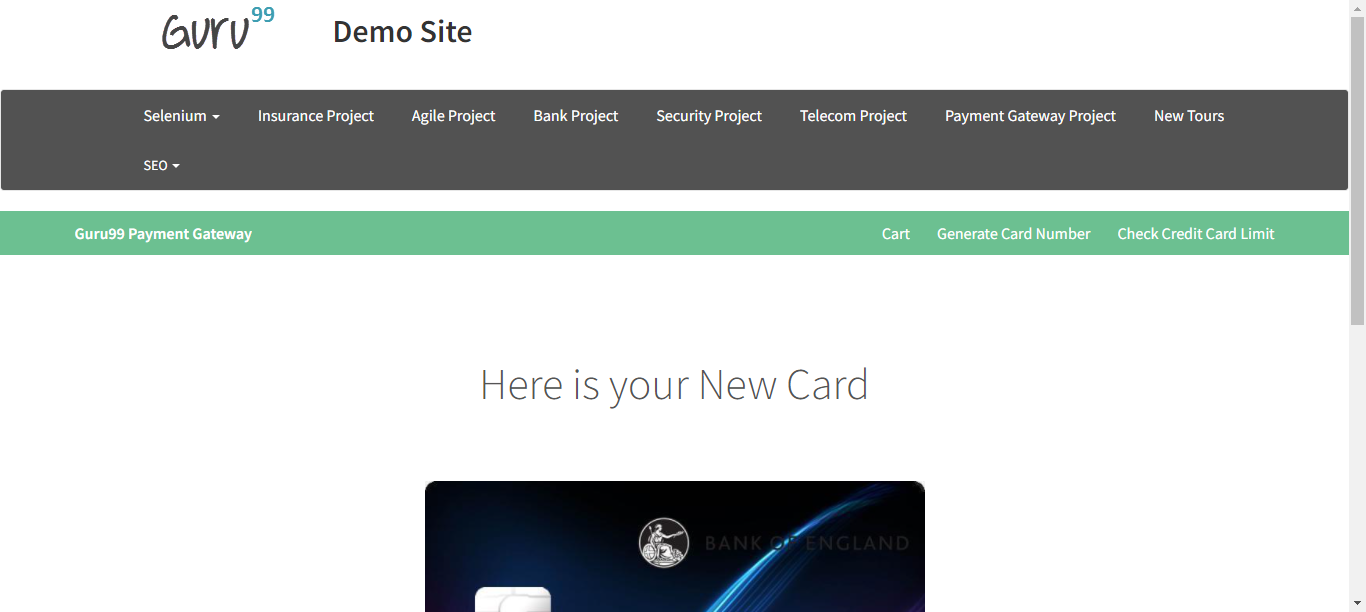 Guru99 Demo Site
Selenium Insurance Project Agile Project Bank Project Security Project Telecom Project Payment Gateway Project New Tours
SEO
Guru99 Payment Gateway Cart Generate Card Number Check Credit Card Limit
Here is your New Card
BANK OF ENGLAND